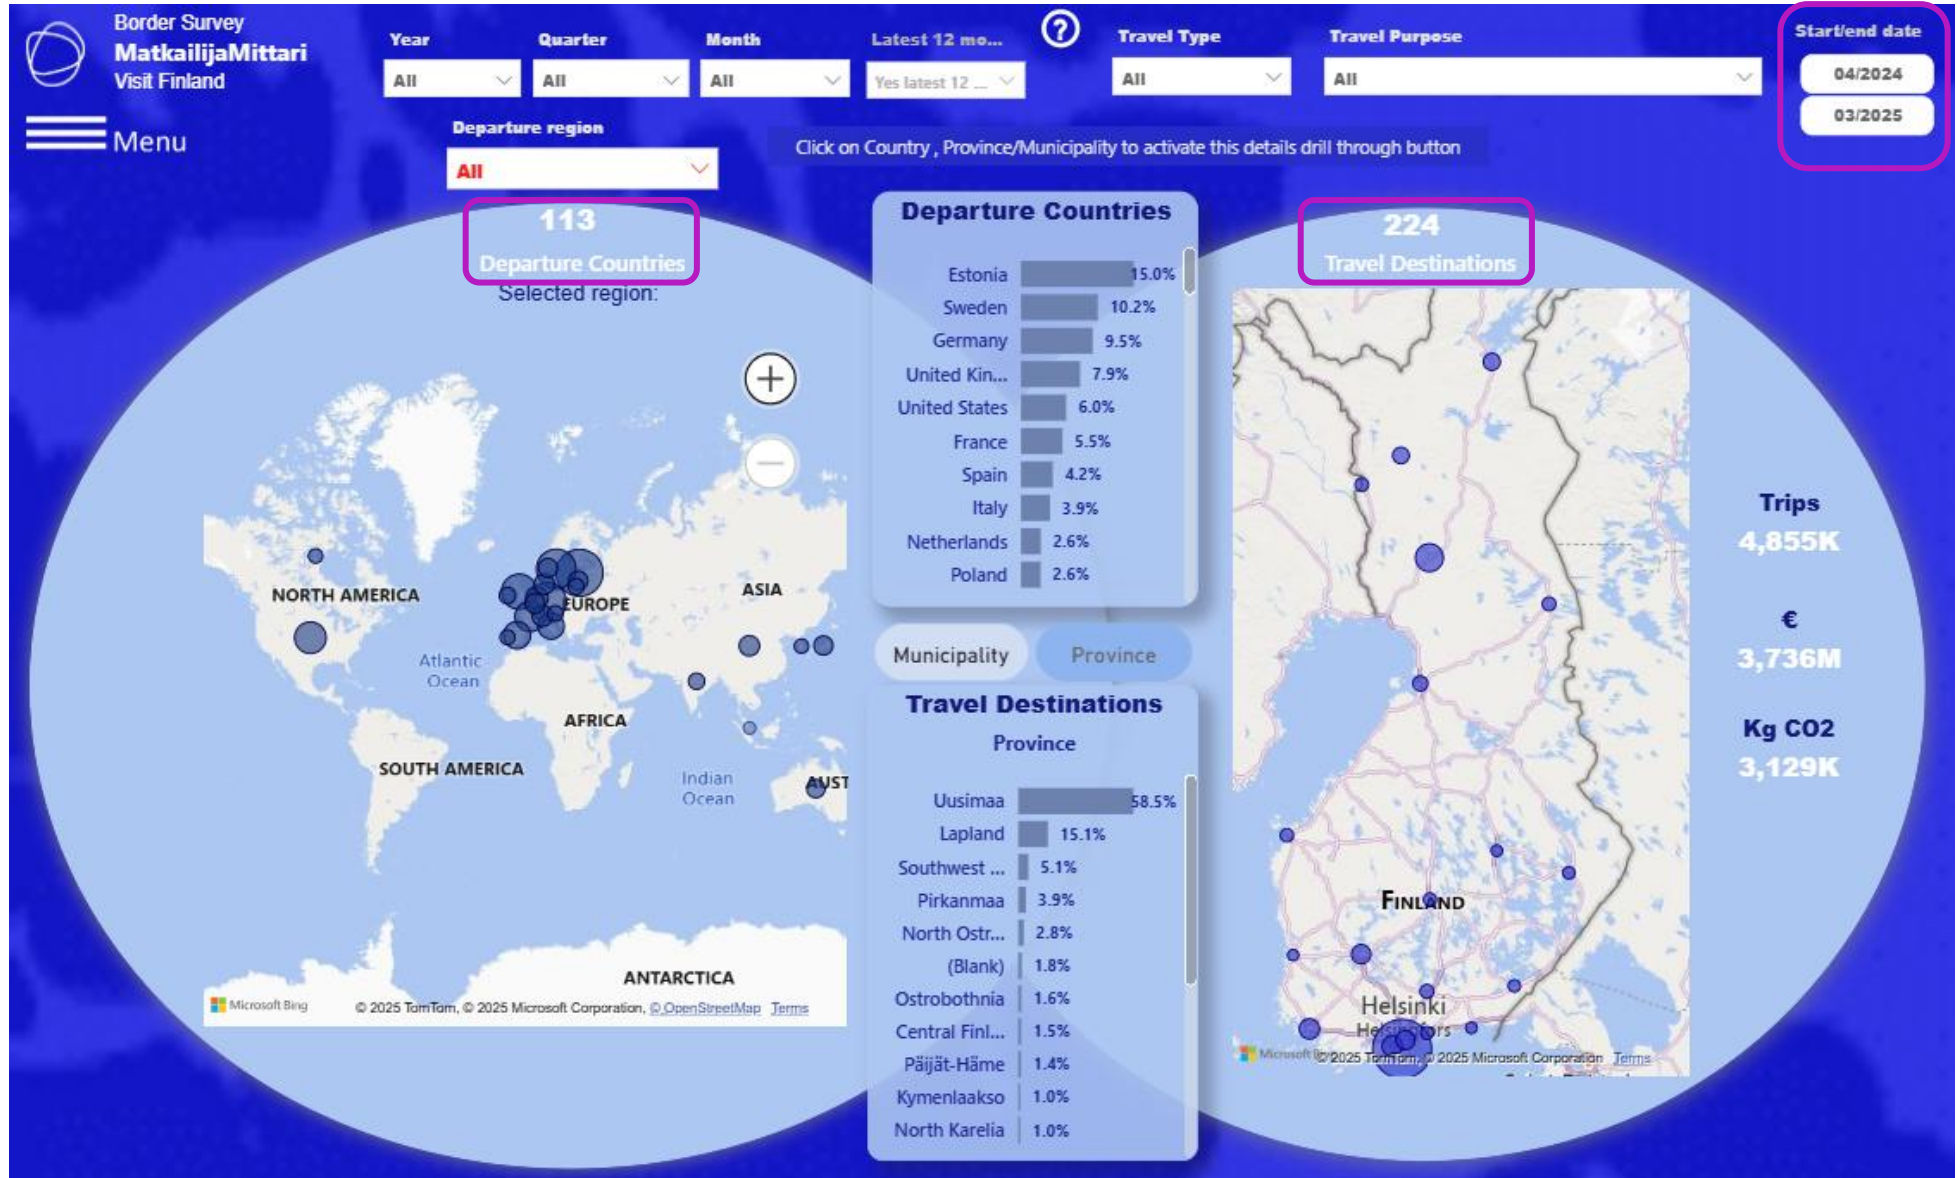 Border Survey
MatkailijaMittari
Visit Finland
Menu
Year
All
Quarter
All
Month
All
Latest 12 mo...
Yes latest 12 ...
?
Travel Type
All
Travel Purpose
All
Start/end date
04/2024
03/2025
Departure region
All
Click on Country , Province/Municipality to activate this details drill through button
113
Departure Countries
Selected region:
NORTH AMERICA
EUROPE
ASIA
Atlantic
Ocean
AFRICA
SOUTH AMERICA
Indian
Ocean
AUST
ANTARCTICA
Microsoft Bing
© 2025 TomTom, © 2025 Microsoft Corporation, © OpenStreetMap Terms
Departure Countries
Estonia 15.0%
Sweden 10.2%
Germany 9.5%
United Kin... 7.9%
United States 6.0%
France 5.5%
Spain 4.2%
Italy 3.9%
Netherlands 2.6%
Poland 2.6%
Municipality Province
Travel Destinations
Province
Uusimaa 58.5%
Lapland 15.1%
Southwest ... 5.1%
Pirkanmaa 3.9%
North Ostr... 2.8%
(Blank) 1.8%
Ostrobothnia 1.6%
Central Finl... 1.5%
Päijät-Häme 1.4%
Kymenlaakso 1.0%
North Karelia 1.0%
224
Travel Destinations
FINLAND
Helsinki
Helsingfors
Microsoft
© 2025 TomTom, © 2025 Microsoft Corporation Terms
Trips
4,855K
€
3,736M
Kg CO2
3,129K